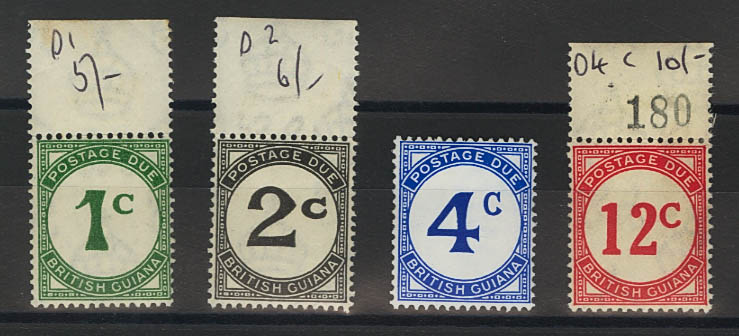 D1
5/-
POSTAGE DUE
1c
BRITISH GUIANA
D2
6/-
POSTAGE DUE
2c
BRITISH GUIANA
POSTAGE DUE
4c
BRITISH GUIANA
D4 c 10/-
180
POSTAGE DUE
12c
BRITISH GUIANA